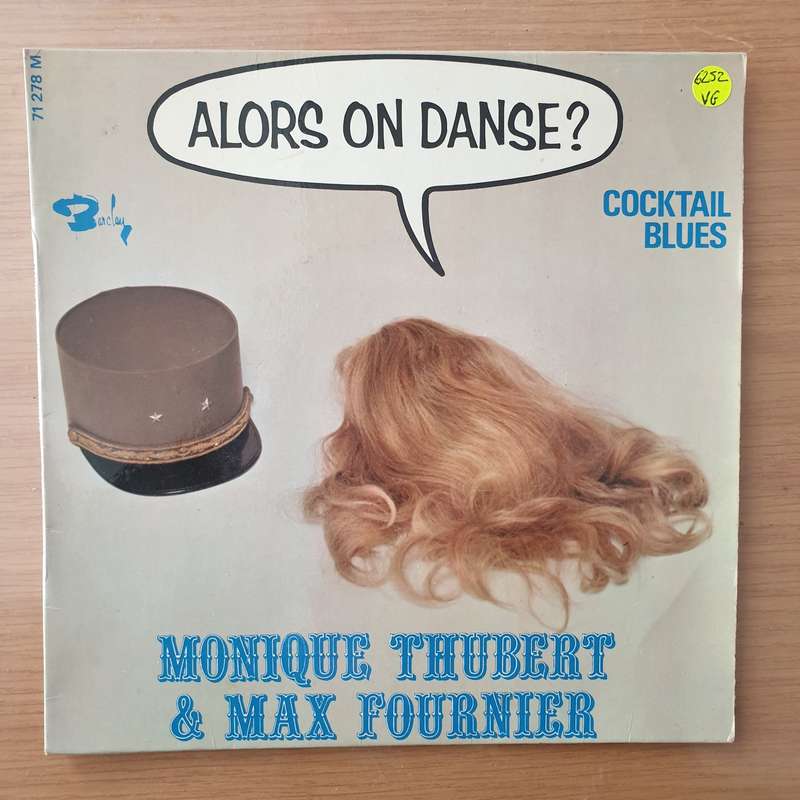 71 278 M
ALORS ON DANSE?
6252
VG
Barclay
COCKTAIL
BLUES
MONIQUE THUBERT
& MAX FOURNIER